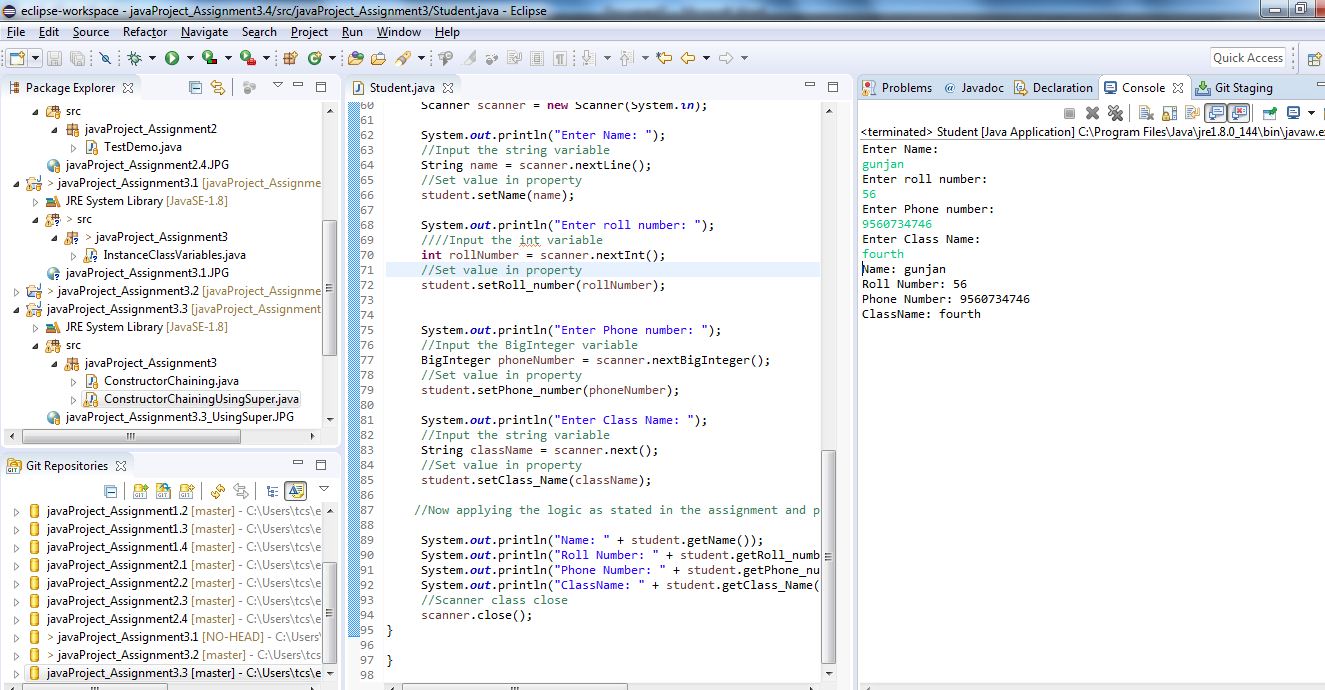 eclipse-workspace - javaProject_Assignment3.4/src/javaProject_Assignment3/Student.java - Eclipse
File Edit Source Refactor Navigate Search Project Run Window Help
Quick Access
Package Explorer
src
javaProject_Assignment2
TestDemo.java
javaProject_Assignment2.4.JPG
> javaProject_Assignment3.1 [javaProject_Assignme
JRE System Library [JavaSE-1.8]
> src
> javaProject_Assignment3
InstanceClassVariables.java
javaProject_Assignment3.1.JPG
> javaProject_Assignment3.2 [javaProject_Assignme
javaProject_Assignment3.3 [javaProject_Assignment
JRE System Library [JavaSE-1.8]
src
javaProject_Assignment3
ConstructorChaining.java
ConstructorChainingUsingSuper.java
javaProject_Assignment3.3_UsingSuper.JPG
Git Repositories
javaProject_Assignment1.2 [master] - C:\Users\tcs\e
javaProject_Assignment1.3 [master] - C:\Users\tcs\e
javaProject_Assignment1.4 [master] - C:\Users\tcs\e
javaProject_Assignment2.1 [master] - C:\Users\tcs\e
javaProject_Assignment2.2 [master] - C:\Users\tcs\e
javaProject_Assignment2.3 [master] - C:\Users\tcs\e
javaProject_Assignment2.4 [master] - C:\Users\tcs\e
> javaProject_Assignment3.1 [NO-HEAD] - C:\Users
> javaProject_Assignment3.2 [master] - C:\Users\tcs
javaProject_Assignment3.3 [master] - C:\Users\tcs\e
Student.java
60 Scanner scanner = new Scanner(System.in);
61
62 System.out.println("Enter Name: ");
63 //Input the string variable
64 String name = scanner.nextLine();
65 //Set value in property
66 student.setName(name);
67
68 System.out.println("Enter roll number: ");
69 ////Input the int variable
70 int rollNumber = scanner.nextInt();
71 //Set value in property
72 student.setRoll_number(rollNumber);
73
74
75 System.out.println("Enter Phone number: ");
76 //Input the BigInteger variable
77 BigInteger phoneNumber = scanner.nextBigInteger();
78 //Set value in property
79 student.setPhone_number(phoneNumber);
80
81 System.out.println("Enter Class Name: ");
82 //Input the string variable
83 String className = scanner.next();
84 //Set value in property
85 student.setClass_Name(className);
86
87 //Now applying the logic as stated in the assignment and p
88
89 System.out.println("Name: " + student.getName());
90 System.out.println("Roll Number: " + student.getRoll_numb
91 System.out.println("Phone Number: " + student.getPhone_nu
92 System.out.println("ClassName: " + student.getClass_Name(
93 //Scanner class close
94 scanner.close();
95 }
96
97 }
98
Problems Javadoc Declaration Console Git Staging
<terminated> Student [Java Application] C:\Program Files\Java\jre1.8.0_144\bin\javaw.ex
Enter Name:
gunjan
Enter roll number:
56
Enter Phone number:
9560734746
Enter Class Name:
fourth
Name: gunjan
Roll Number: 56
Phone Number: 9560734746
ClassName: fourth